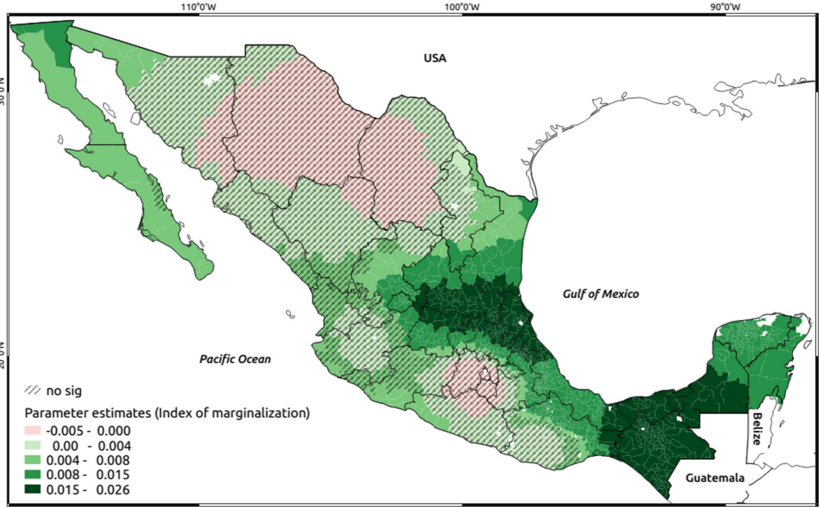 110°0'W 100°0'W 90°0'W
USA
Gulf of Mexico
Pacific Ocean
no sig
Parameter estimates (Index of marginalization)
-0.005 - 0.000
0.00 - 0.004
0.004 - 0.008
0.008 - 0.015
0.015 - 0.026
Belize
Guatemala